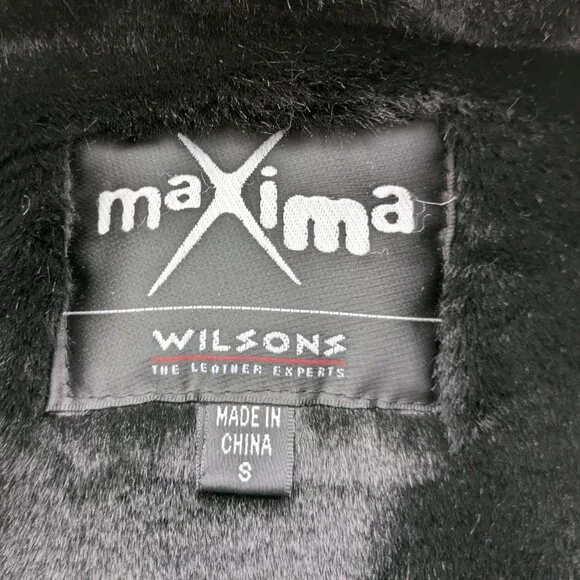 maXima
WILSONS
THE LEATHER EXPERTS
MADE IN
CHINA
S